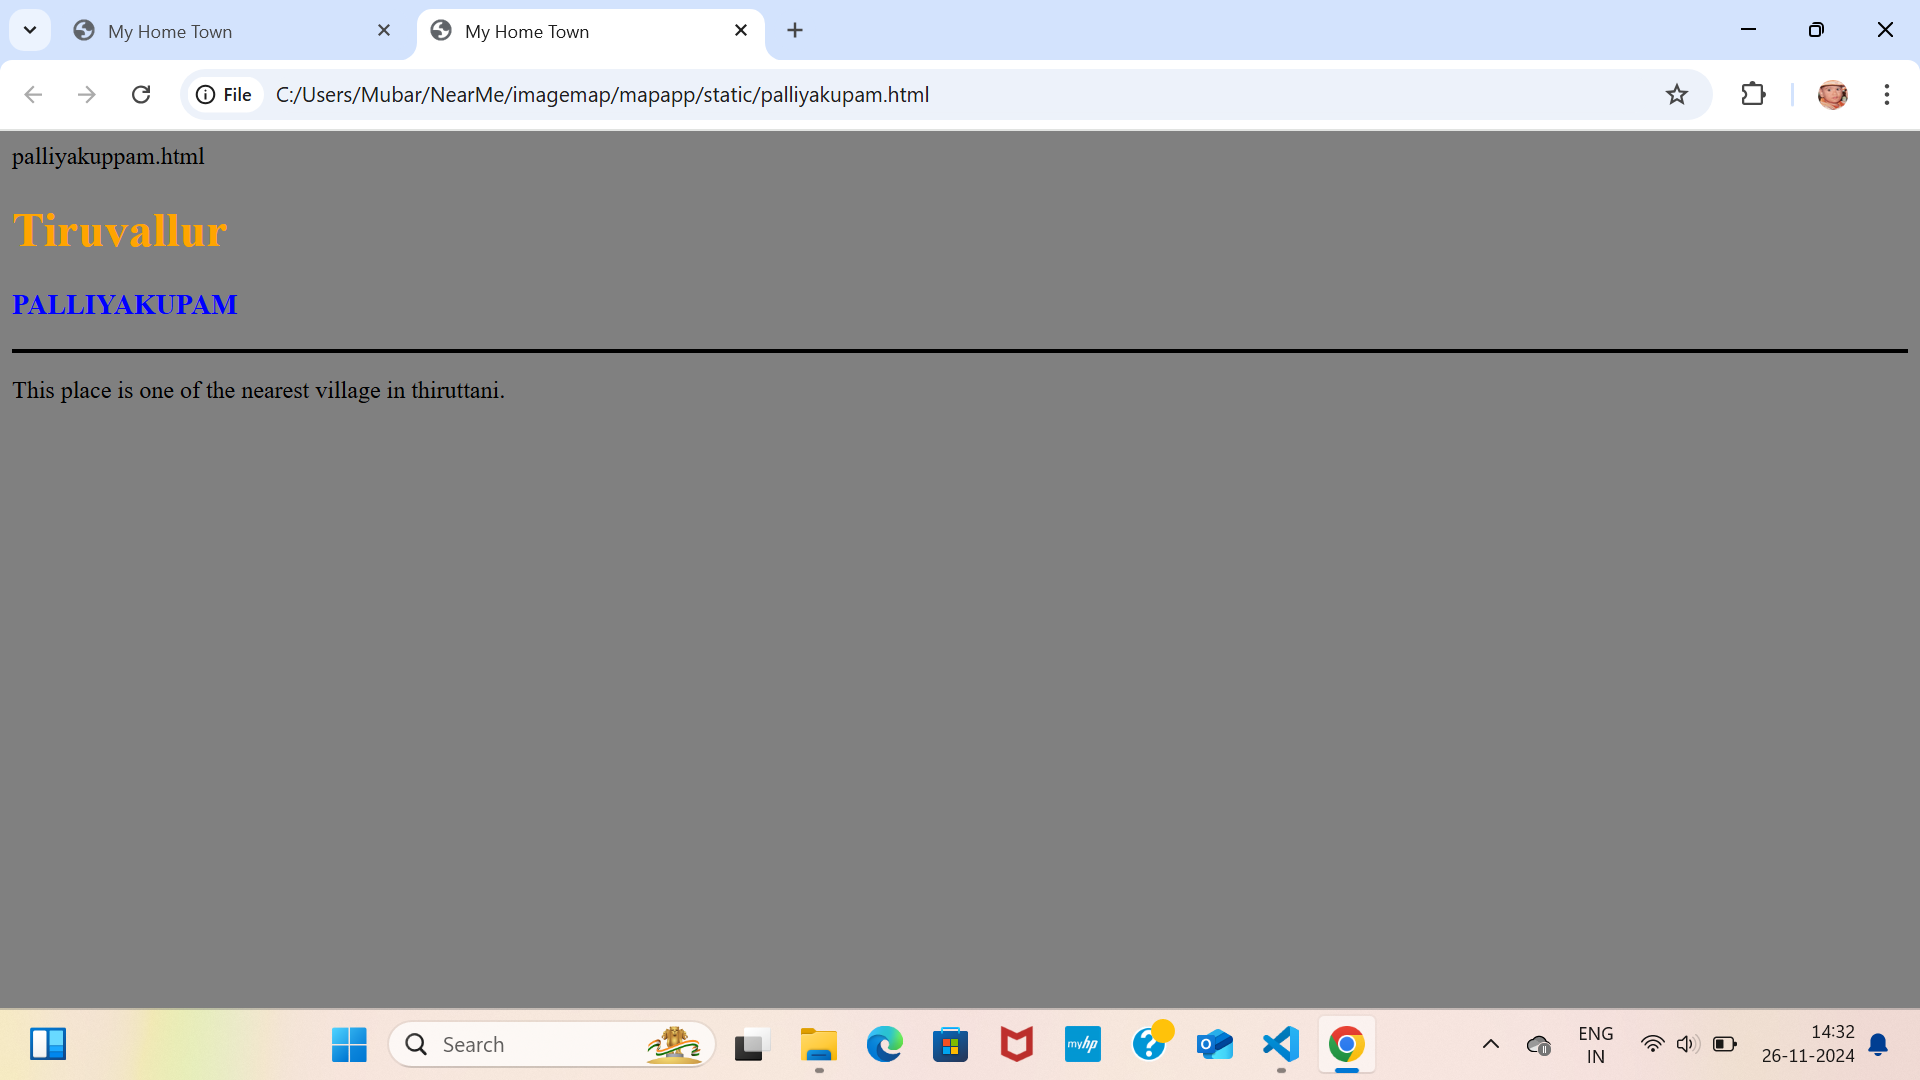 My Home Town
My Home Town
File C:/Users/Mubar/NearMe/imagemap/mapapp/static/palliyakupam.html
palliyakuppam.html
Tiruvallur
PALLIYAKUPAM
This place is one of the nearest village in thiruttani.
Search
myhp
ENG
IN
14:32
26-11-2024